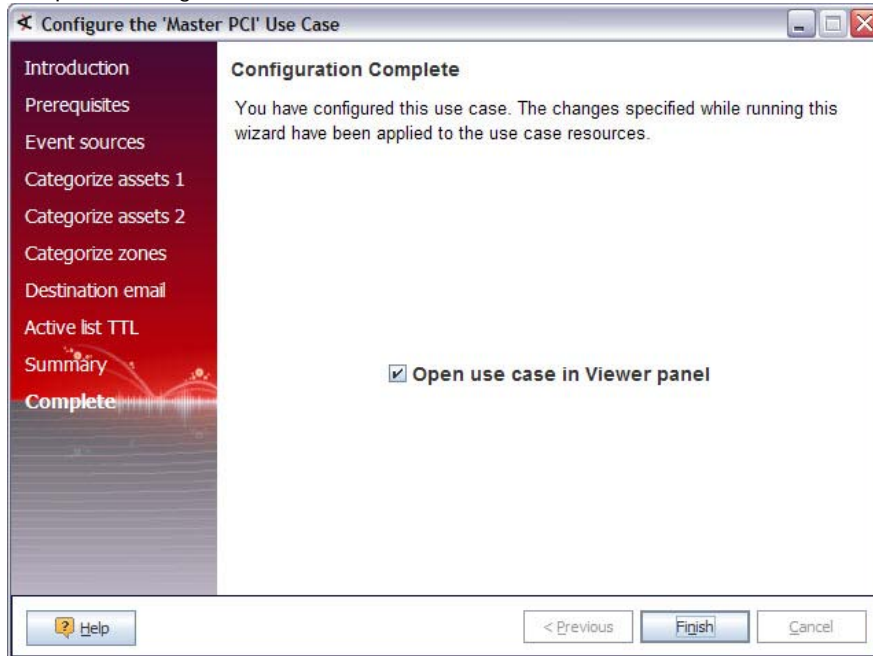 Configure the 'Master PCI' Use Case
Introduction
Prerequisites
Event sources
Categorize assets 1
Categorize assets 2
Categorize zones
Destination email
Active list TTL
Summary
Complete
Configuration Complete
You have configured this use case. The changes specified while running this
wizard have been applied to the use case resources.
Open use case in Viewer panel
Help
< Previous
Finish
Cancel